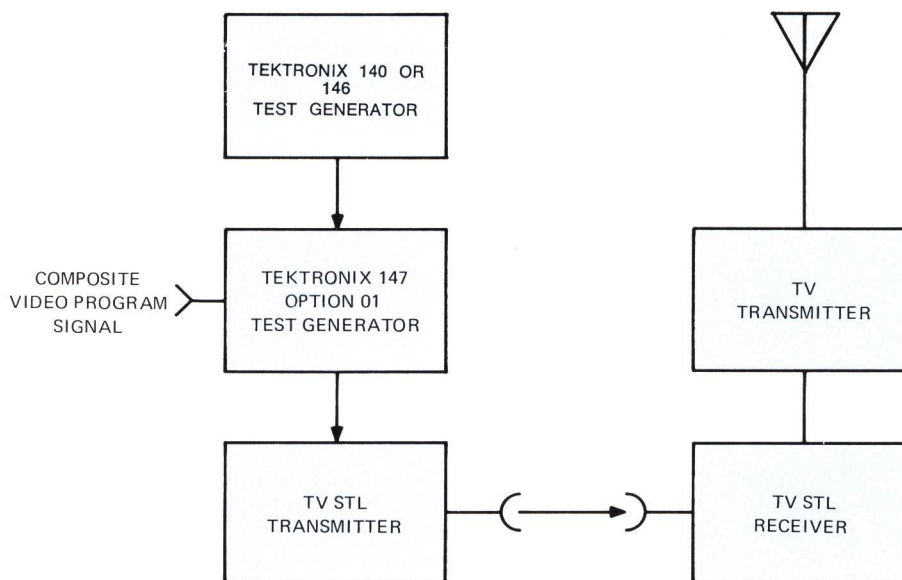 TEKTRONIX 140 OR
146
TEST GENERATOR
COMPOSITE
VIDEO PROGRAM
SIGNAL
TEKTRONIX 147
OPTION 01
TEST GENERATOR
TV
TRANSMITTER
TV STL
TRANSMITTER
TV STL
RECEIVER